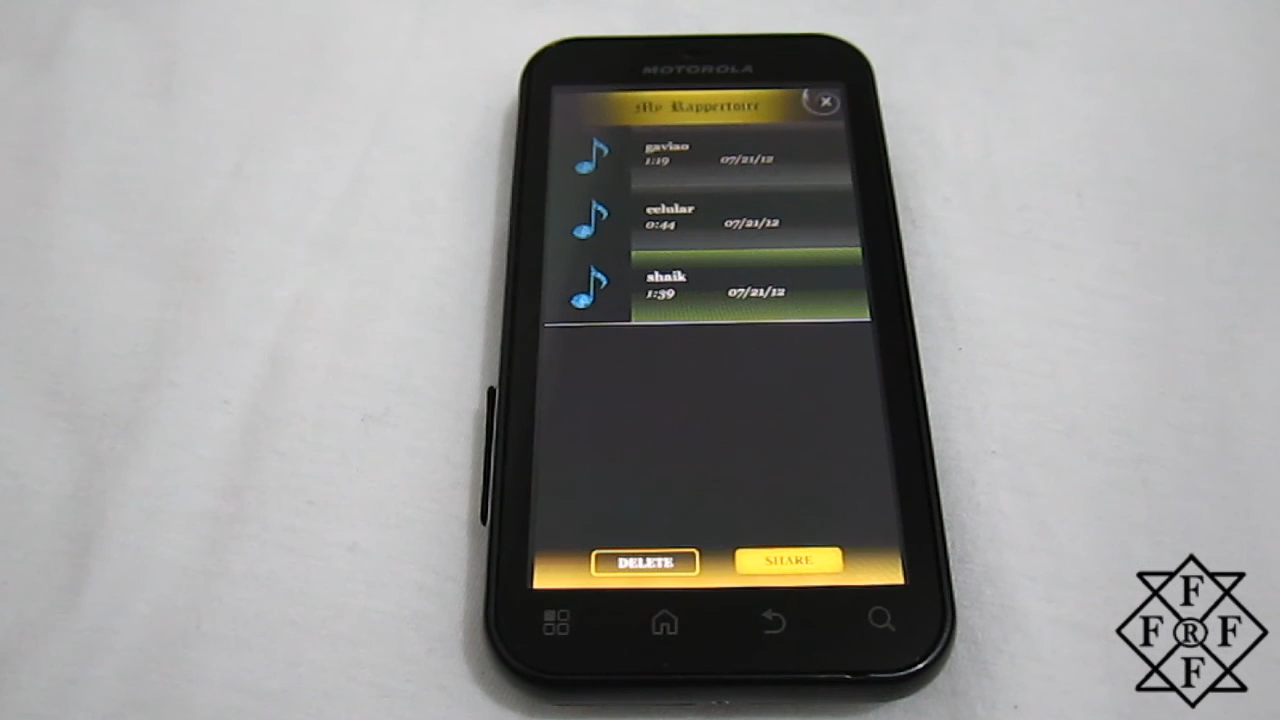 MOTOROLA
My Rappertoire
gaviao
1:19 07/21/12
celular
0:44 07/21/12
shaik
1:39 07/21/12
DELETE SHARE
F
F R F
F